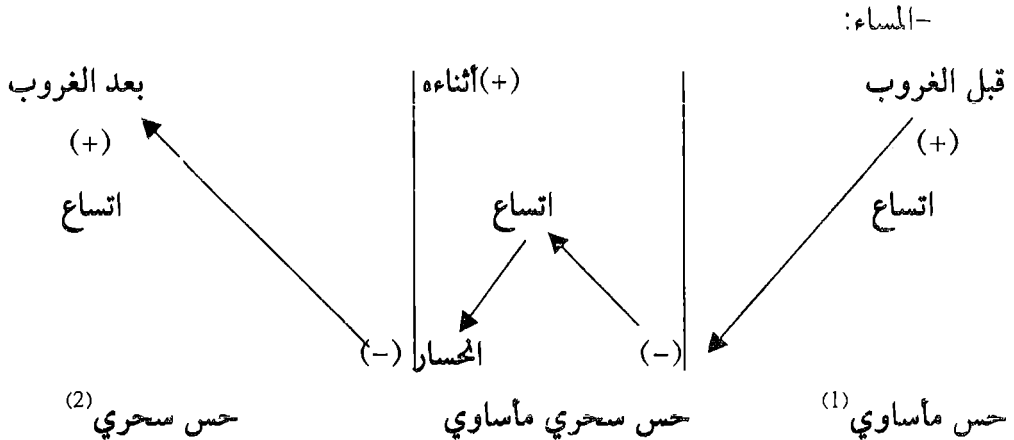 -المساء:
قبل الغروب (+)أثناءه بعد الغروب
(+) (+)
اتساع اتساع اتساع
(-) انحسار (-)
حس مأساوي(1) حس سحري مأساوي حس سحري(2)